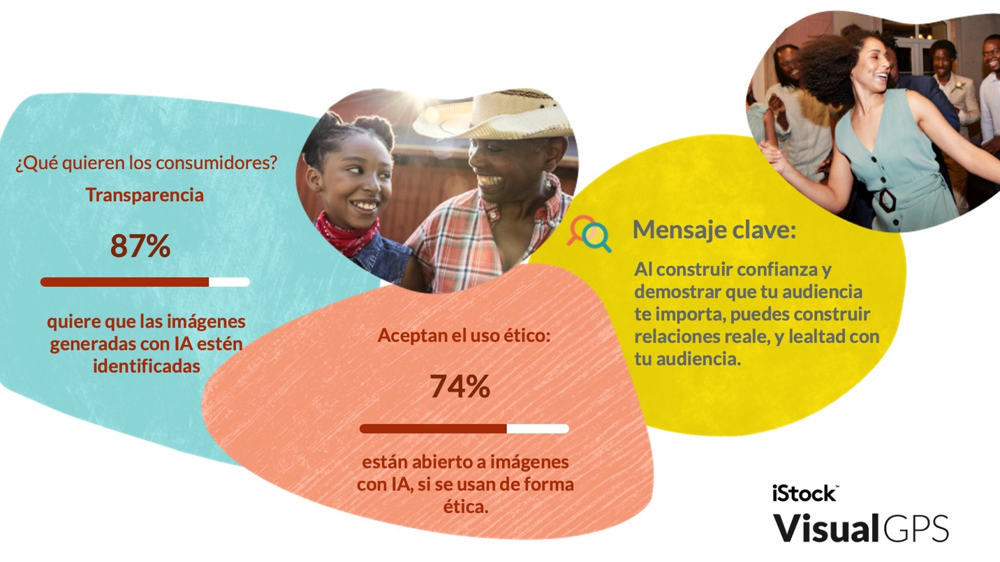 ¿Qué quieren los consumidores?
Transparencia
87%
quiere que las imágenes
generadas con IA estén
identificadas
Aceptan el uso ético:
74%
están abierto a imágenes
con IA, si se usan de forma
ética.
Mensaje clave:
Al construir confianza y
demostrar que tu audiencia
te importa, puedes construir
relaciones reale, y lealtad con
tu audiencia.
iStock™
VisualGPS